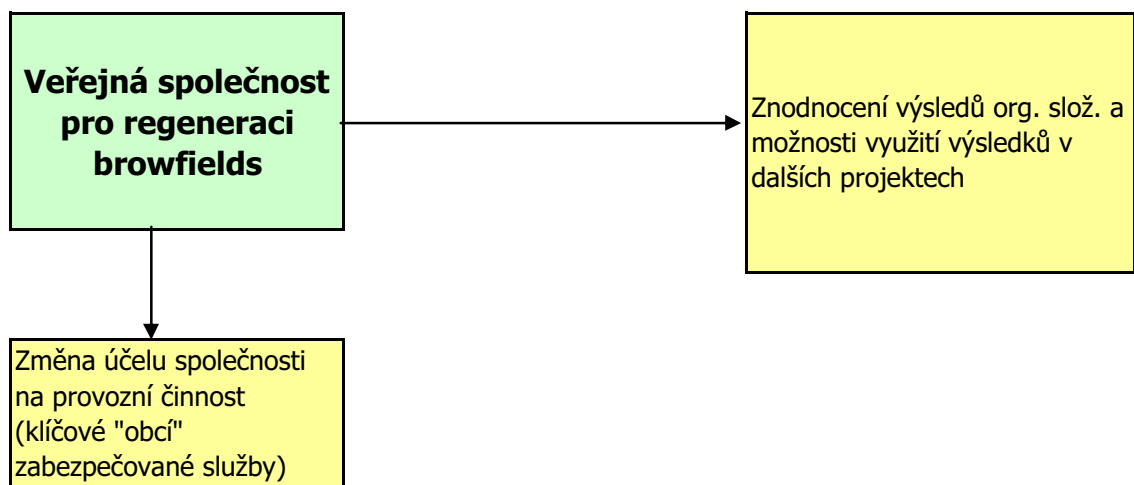 Veřejná společnost
pro regeneraci
browfields
Znodnocení výsledů org. slož. a
možnosti využití výsledků v
dalších projektech
Změna účelu společnosti
na provozní činnost
(klíčové "obcí"
zabezpečované služby)